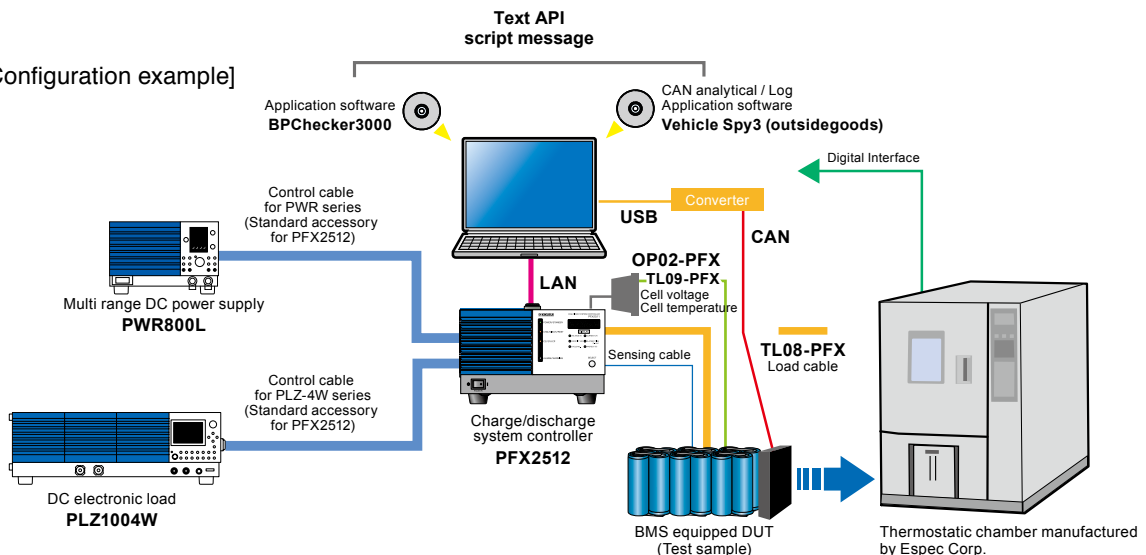 Text API
script message
Configuration example]
Application software
BPChecker3000
CAN analytical / Log
Application software
Vehicle Spy3 (outsidegoods)
Digital Interface
Control cable
for PWR series
(Standard accessory
for PFX2512)
USB
Converter
CAN
OP02-PFX
TL09-PFX
Cell voltage
Cell temperature
LAN
Multi range DC power supply
PWR800L
Sensing cable
TL08-PFX
Load cable
Control cable
for PLZ-4W series
(Standard accessory
for PFX2512)
Charge/discharge
system controller
PFX2512
DC electronic load
PLZ1004W
BMS equipped DUT
(Test sample)
Thermostatic chamber manufactured
by Espec Corp.